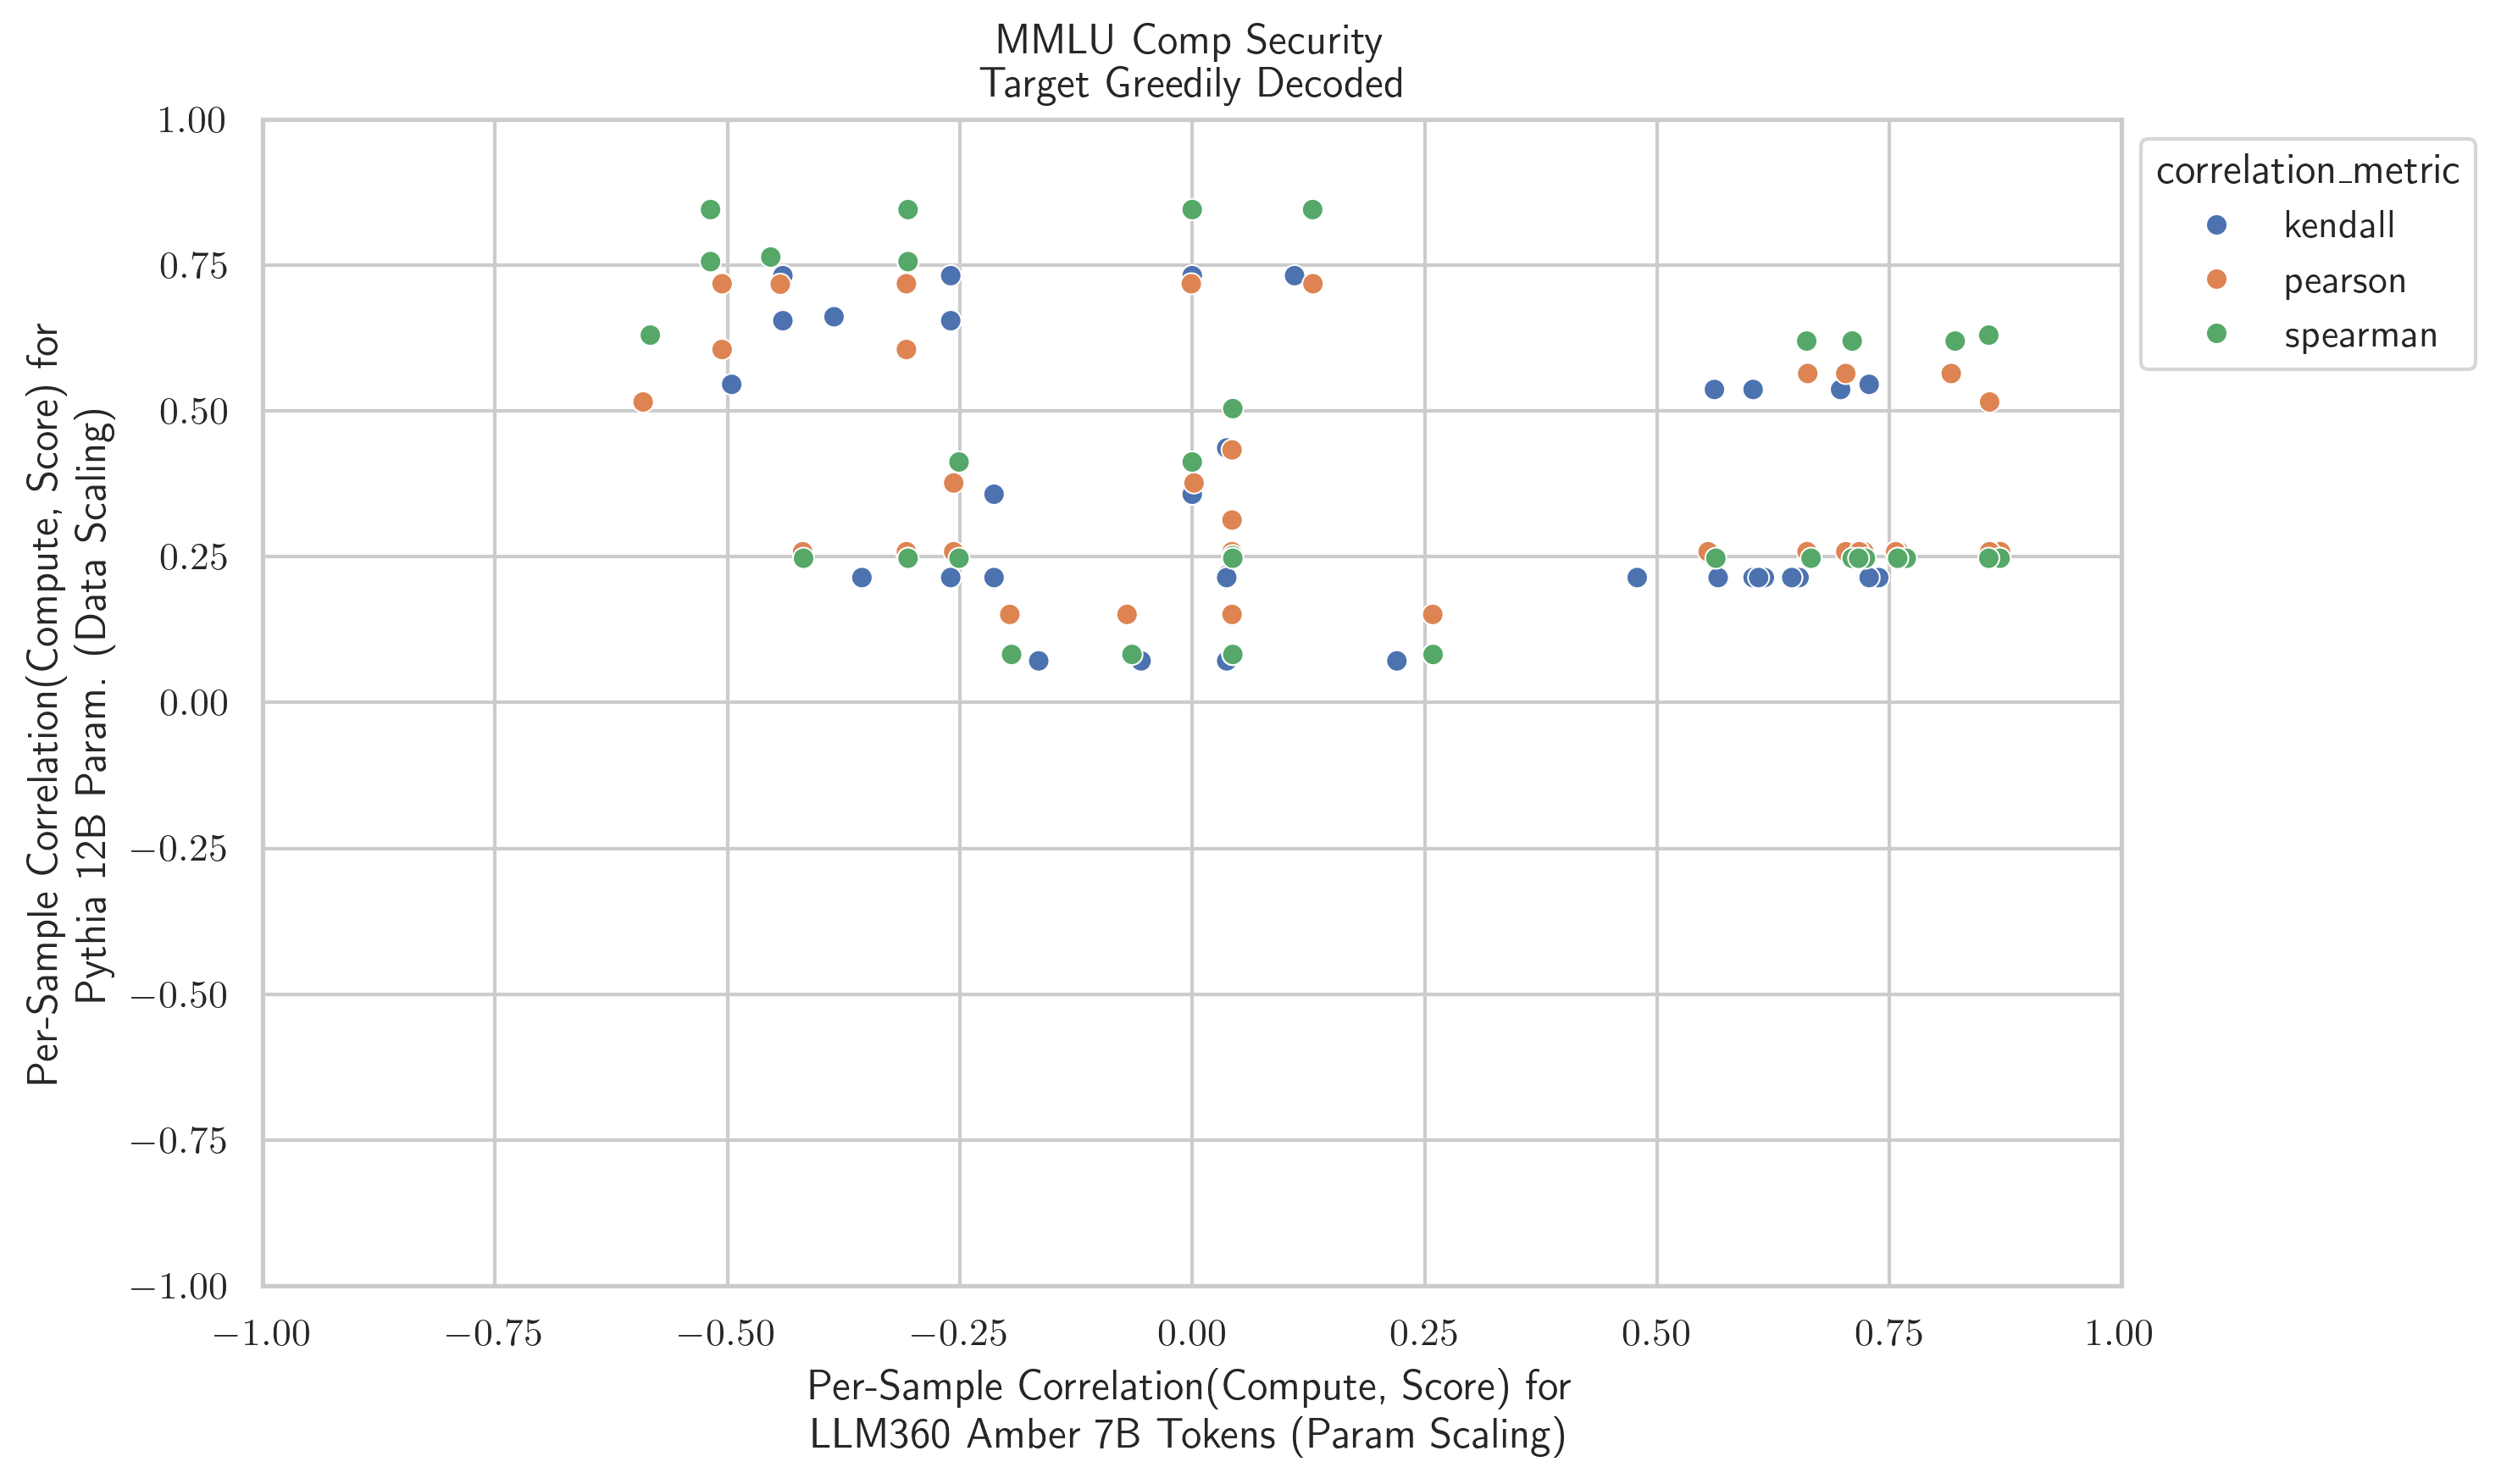 MMLU Comp Security
Target Greedily Decoded
Per-Sample Correlation(Compute, Score) for
Pythia 12B Param. (Data Scaling)
1.00
0.75
0.50
0.25
0.00
−0.25
−0.50
−0.75
−1.00
−1.00 −0.75 −0.50 −0.25 0.00 0.25 0.50 0.75 1.00
Per-Sample Correlation(Compute, Score) for
LLM360 Amber 7B Tokens (Param Scaling)
correlation_metric
kendall
pearson
spearman